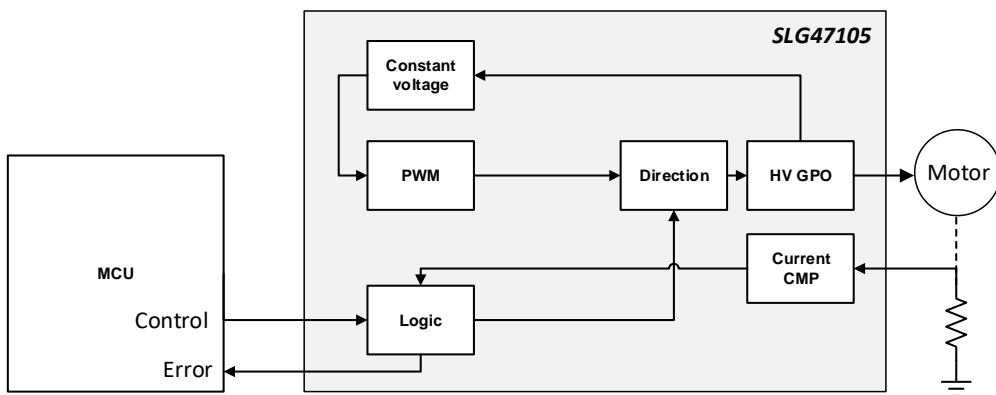 SLG47105
Constant
voltage
PWM
Direction
HV GPO
Motor
MCU
Current
CMP
Control
Logic
Error